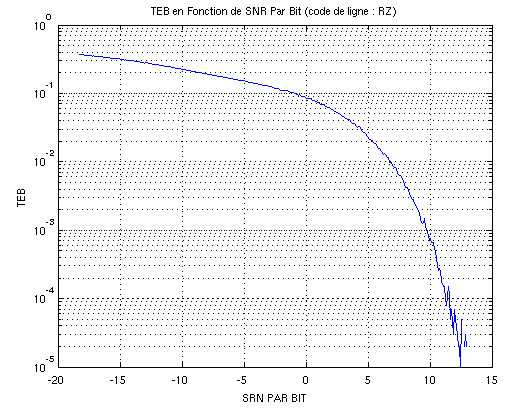 TEB en Fonction de SNR Par Bit (code de ligne : RZ)
10^0
10^-1
10^-2
10^-3
10^-4
10^-5
TEB
-20 -15 -10 -5 0 5 10 15
SRN PAR BIT